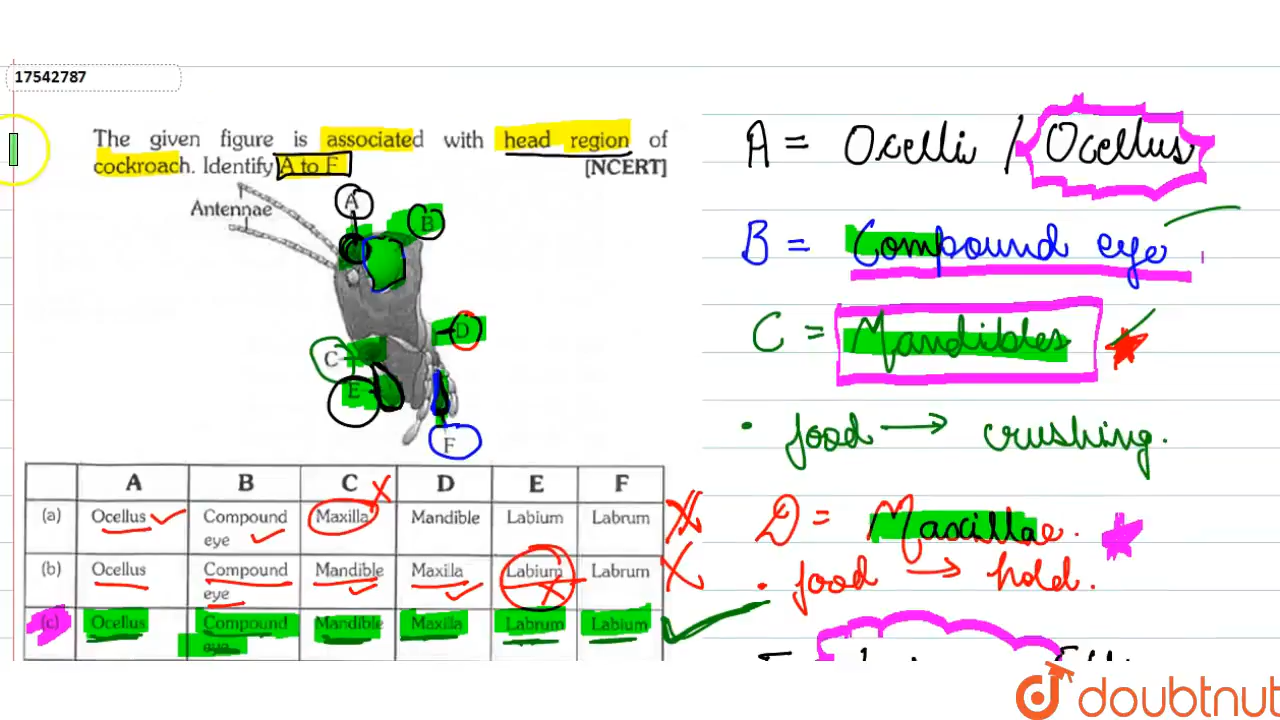 17542787
The given figure is associated with head region of
cockroach. Identify A to F
[NCERT]
Antennae
A
B
C
D
E
F
A B C D E F
(a) Ocellus Compound eye Maxilla Mandible Labium Labrum
(b) Ocellus Compound eye Mandible Maxilla Labium Labrum
(c) Ocellus Compound eye Mandible Maxilla Labrum Labium
A = Ocelli / Ocellus
B = Compound eye
C = Mandibles
• food → crushing.
D = Maxillae.
• food → hold.
doubtnut